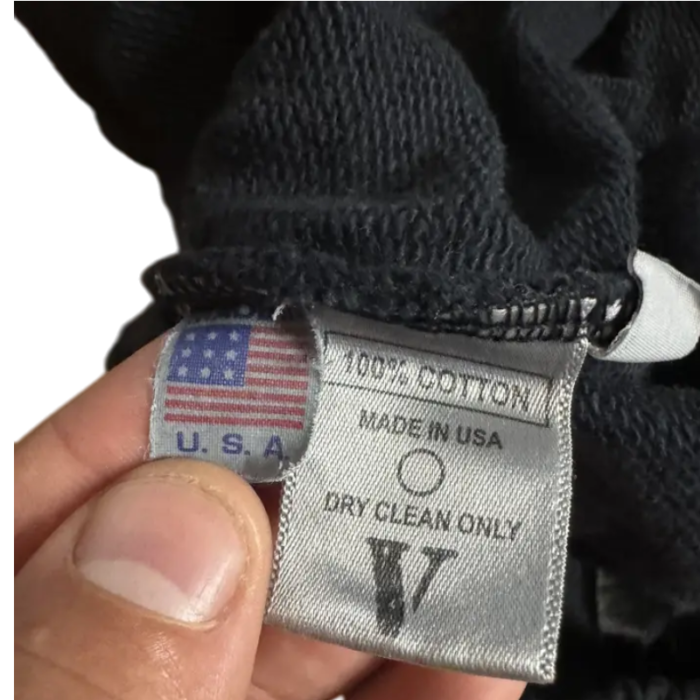 U. S. A.
100% COTTON
MADE IN USA
DRY CLEAN ONLY
V